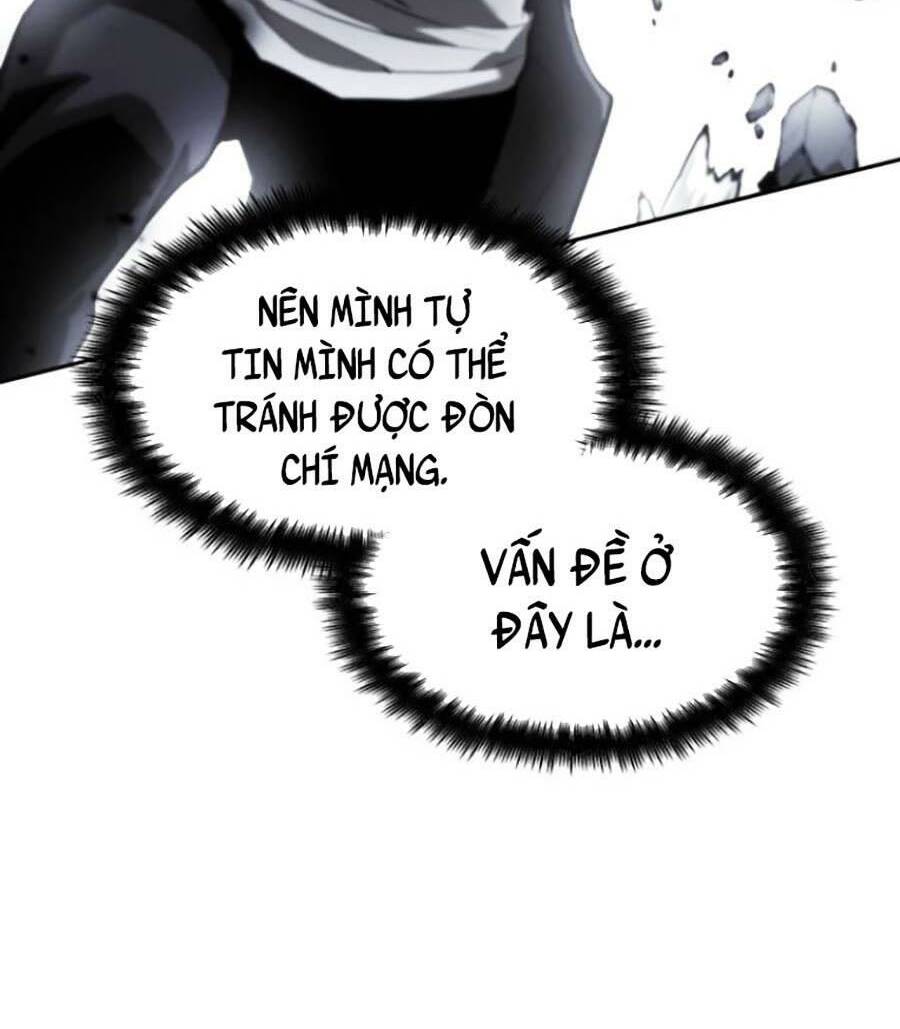 NÊN MÌNH TỰ
TIN MÌNH CÓ THỂ
TRÁNH ĐƯỢC ĐÒN
CHÍ MẠNG.
VẤN ĐỀ Ở
ĐÂY LÀ...